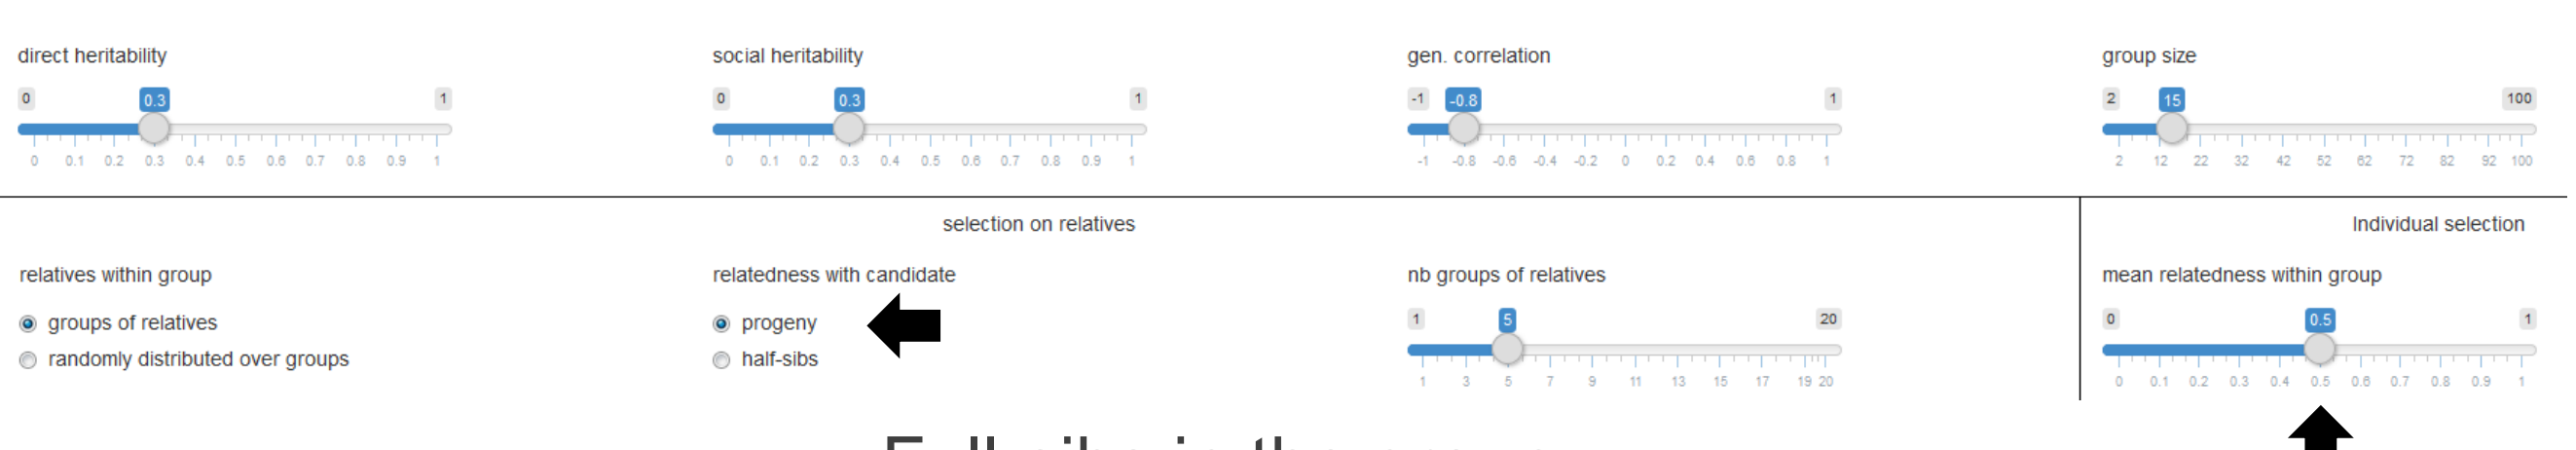 direct heritability social heritability gen. correlation group size
0 0.3 1 0 0.3 1 -1 -0.8 1 2 15 100
0 0.1 0.2 0.3 0.4 0.5 0.6 0.7 0.8 0.9 1 0 0.1 0.2 0.3 0.4 0.5 0.6 0.7 0.8 0.9 1 -1 -0.8 -0.6 -0.4 -0.2 0 0.2 0.4 0.6 0.8 1 2 12 22 32 42 52 62 72 82 92 100
selection on relatives Individual selection
relatives within group relatedness with candidate nb groups of relatives mean relatedness within group
groups of relatives progeny 1 5 20 0 0.5 1
randomly distributed over groups half-sibs
1 3 5 7 9 11 13 15 17 19 20 0 0.1 0.2 0.3 0.4 0.5 0.6 0.7 0.8 0.9 1